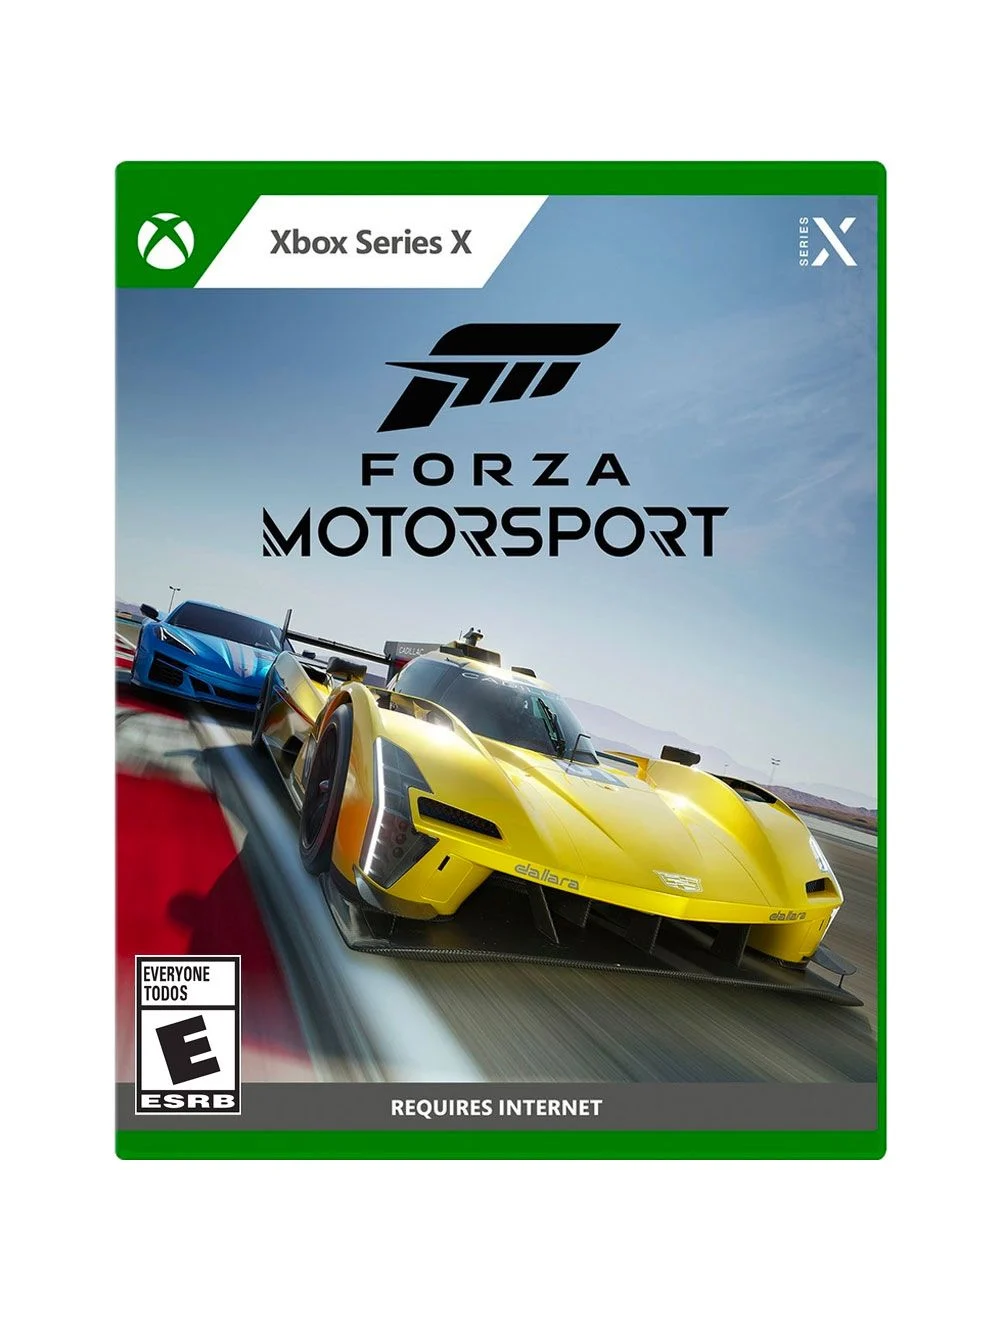 Xbox Series X
SERIES X
FORZA
MOTORSPORT
CADILLAC
dallara
dallara
EVERYONE
TODOS
E
ESRB
REQUIRES INTERNET